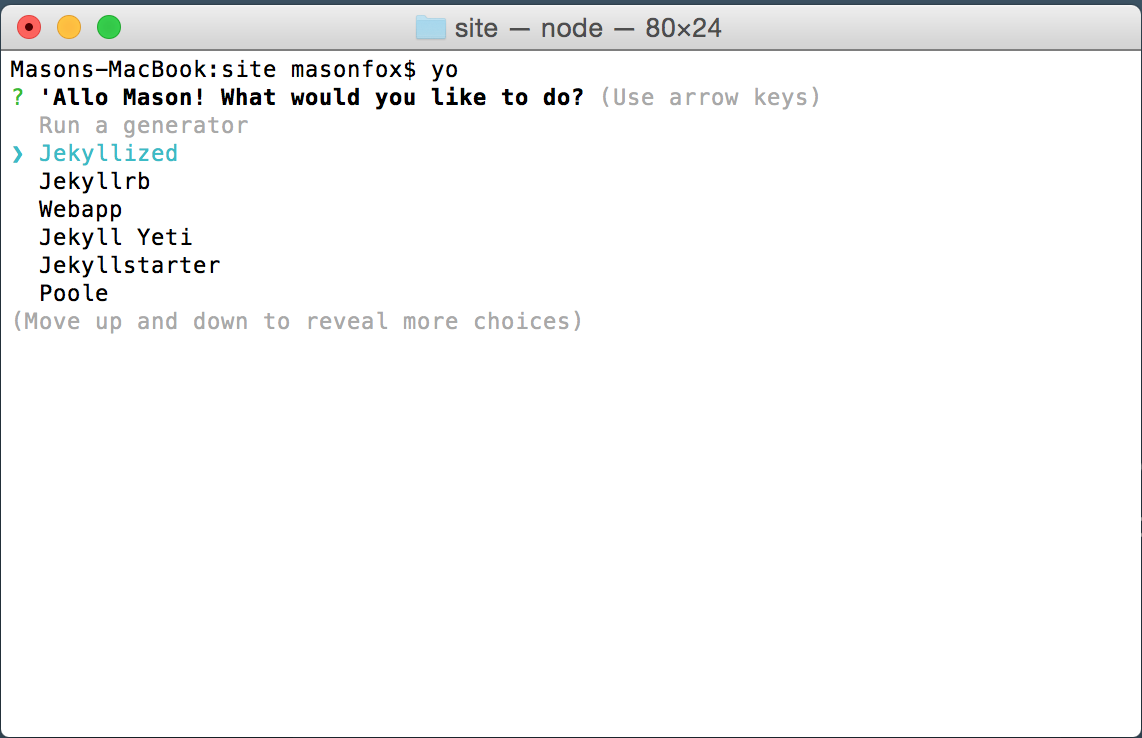 site — node — 80×24
Masons-MacBook:site masonfox$ yo
? 'Allo Mason! What would you like to do? (Use arrow keys)
Run a generator
❯ Jekyllized
Jekyllrb
Webapp
Jekyll Yeti
Jekyllstarter
Poole
(Move up and down to reveal more choices)